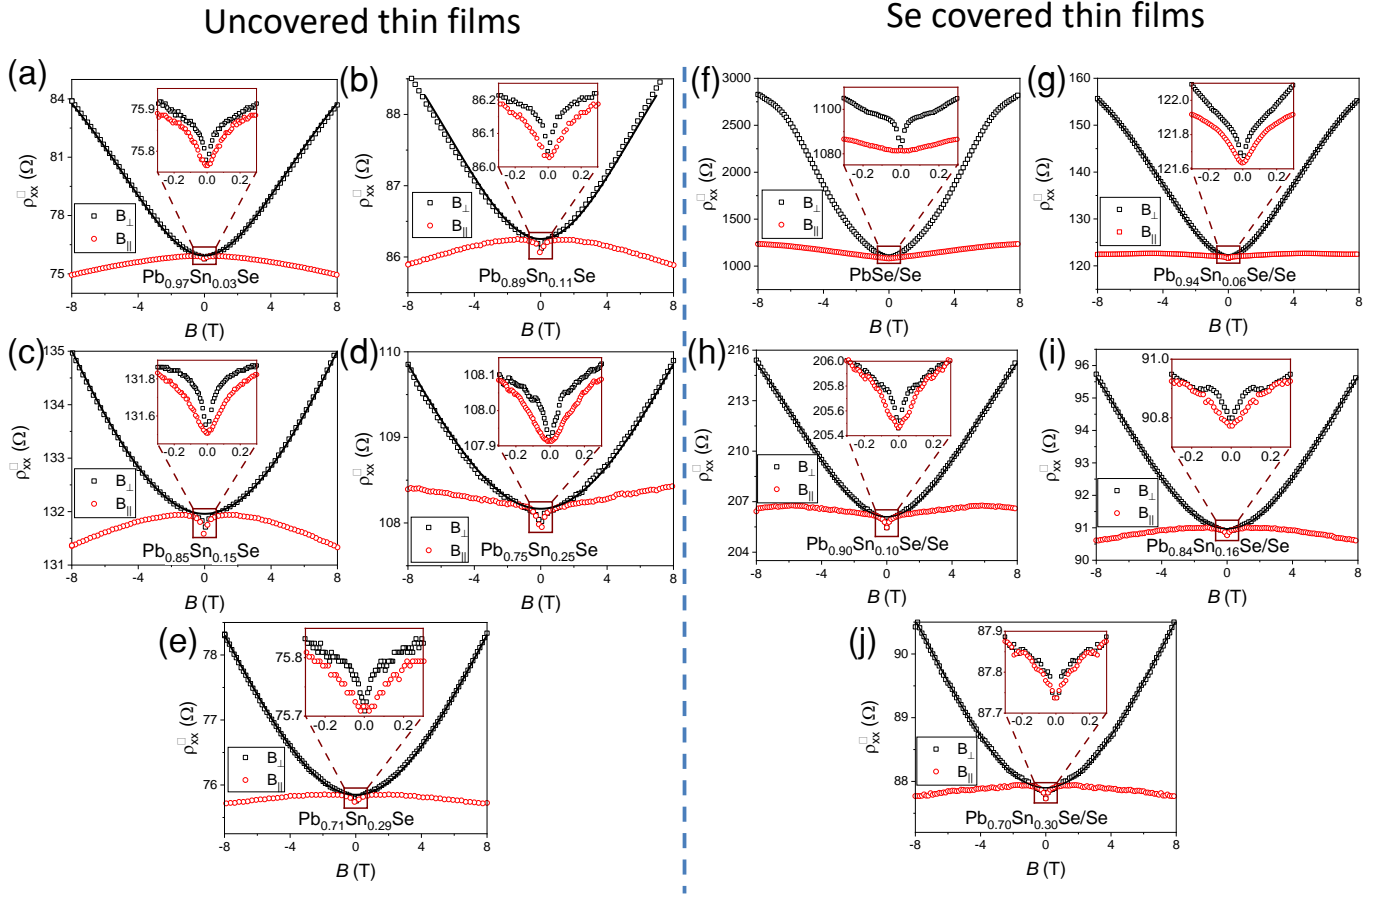 Uncovered thin films
Se covered thin films
(a)
84
81
78
75
ρxx□ (Ω)
75.9
75.8
-0.2 0.0 0.2
B⊥
B||
Pb0.97Sn0.03Se
-8 -4 0 4 8
B (T)
(b)
88
87
86
ρxx□ (Ω)
86.2
86.1
86.0
-0.2 0.0 0.2
B⊥
B||
Pb0.89Sn0.11Se
-8 -4 0 4 8
B (T)
(f)
3000
2500
2000
1500
1000
ρxx□ (Ω)
1100
1080
-0.2 0.0 0.2
B⊥
B||
PbSe/Se
-8 -4 0 4 8
B (T)
(g)
160
150
140
130
120
ρxx□ (Ω)
122.0
121.8
121.6
-0.2 0.0 0.2
B⊥
B||
Pb0.94Sn0.06Se/Se
-8 -4 0 4 8
B (T)
(c)
135
134
133
132
131
ρxx□ (Ω)
131.8
131.6
-0.2 0.0 0.2
B⊥
B||
Pb0.85Sn0.15Se
-8 -4 0 4 8
B (T)
(d)
110
109
108
ρxx□ (Ω)
108.1
108.0
107.9
-0.2 0.0 0.2
B⊥
B||
Pb0.75Sn0.25Se
-8 -4 0 4 8
B (T)
(h)
216
213
210
207
204
ρxx□ (Ω)
206.0
205.8
205.6
205.4
-0.2 0.0 0.2
B⊥
B||
Pb0.90Sn0.10Se/Se
-8 -4 0 4 8
B (T)
(i)
96
95
94
93
92
91
90
ρxx□ (Ω)
91.0
90.8
-0.2 0.0 0.2
B⊥
B||
Pb0.84Sn0.16Se/Se
-8 -4 0 4 8
B (T)
(e)
78
77
76
ρxx□ (Ω)
75.8
75.7
-0.2 0.0 0.2
B⊥
B||
Pb0.71Sn0.29Se
-8 -4 0 4 8
B (T)
(j)
90
89
88
ρxx□ (Ω)
87.9
87.8
87.7
-0.2 0.0 0.2
B⊥
B||
Pb0.70Sn0.30Se/Se
-8 -4 0 4 8
B (T)